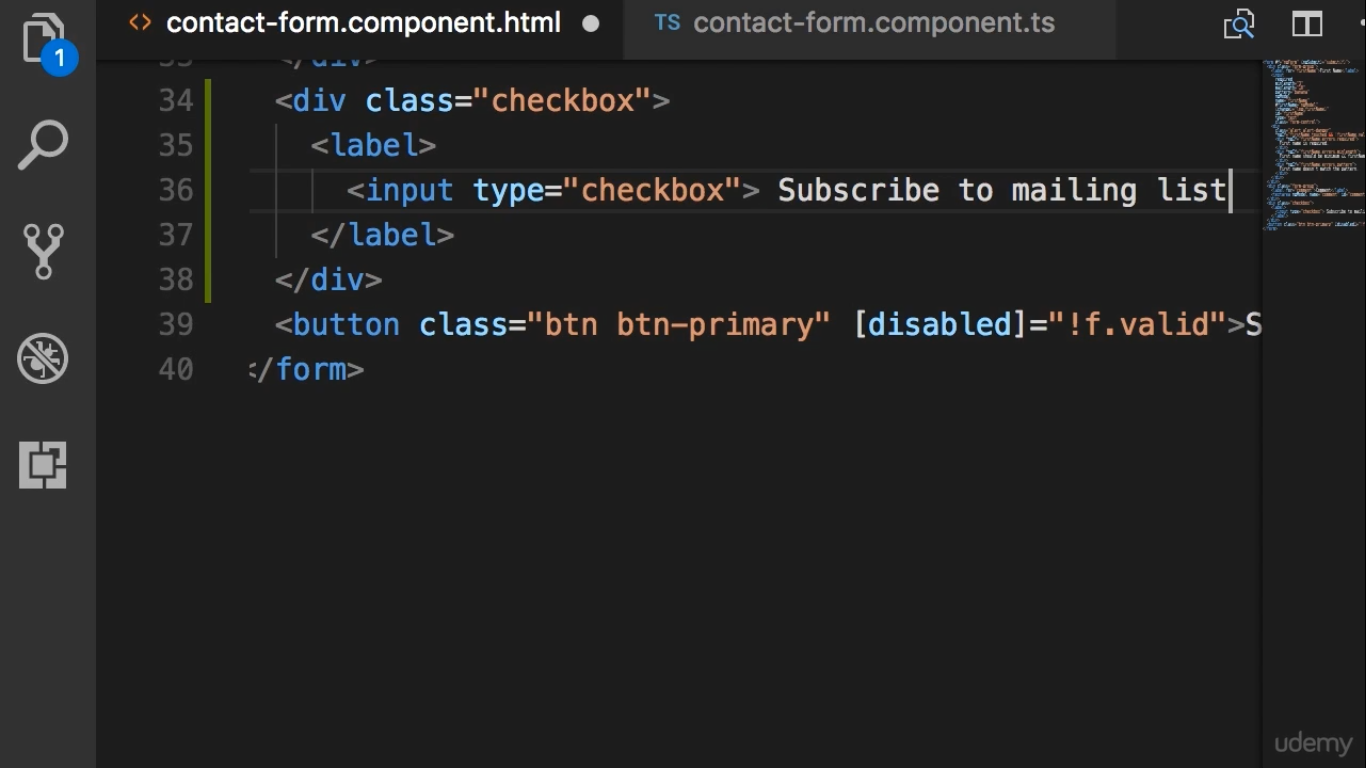 contact-form.component.html
TS contact-form.component.ts
1
33 </div>
34 <div class="checkbox">
35 <label>
36 <input type="checkbox"> Subscribe to mailing list
37 </label>
38 </div>
39 <button class="btn btn-primary" [disabled]="!f.valid">S
40 </form>
udemy